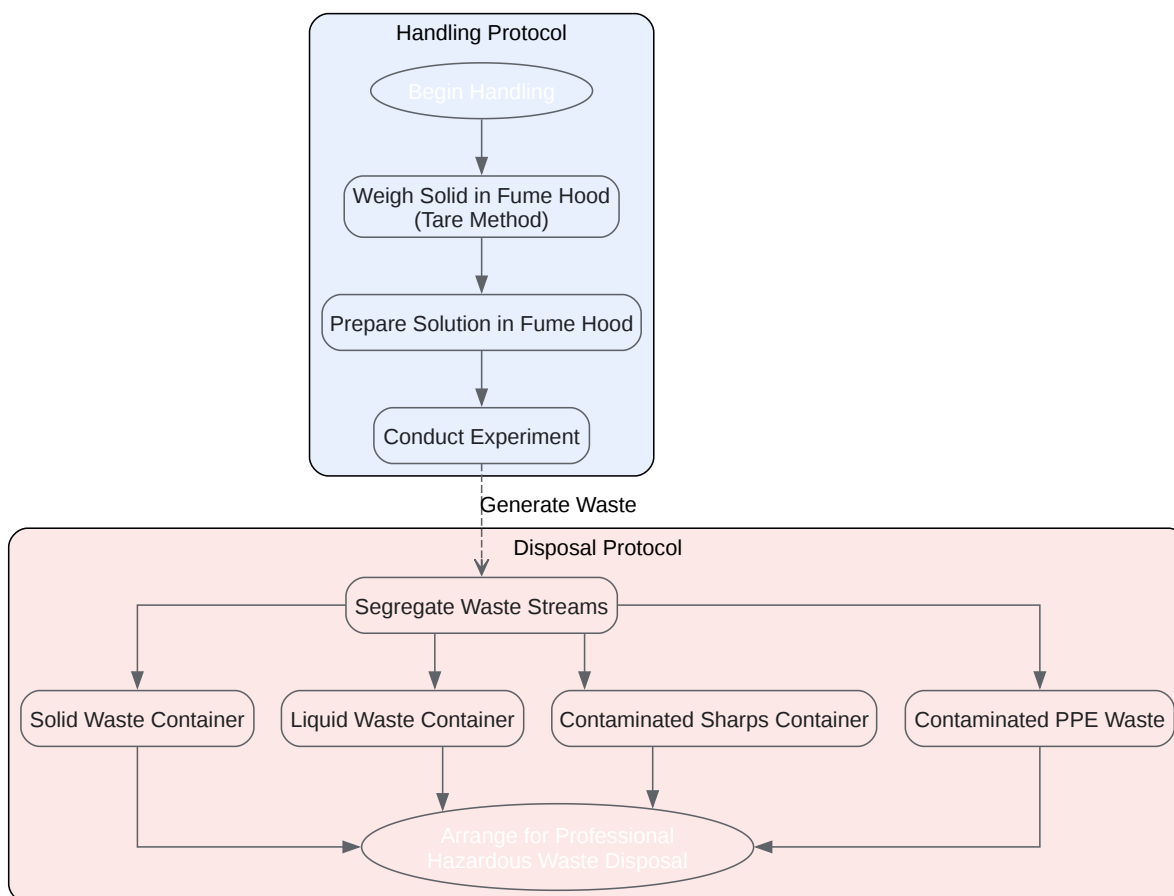 Handling Protocol
Begin Handling
Weigh Solid in Fume Hood
(Tare Method)
Prepare Solution in Fume Hood
Conduct Experiment
Generate Waste
Disposal Protocol
Segregate Waste Streams
Solid Waste Container
Liquid Waste Container
Contaminated Sharps Container
Contaminated PPE Waste
Arrange for Professional
Hazardous Waste Disposal